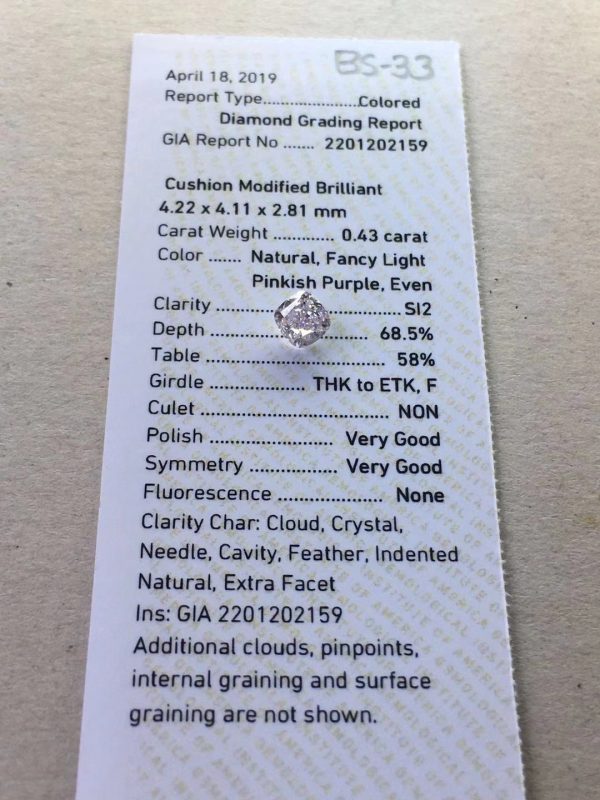 BS-33
April 18, 2019
Report Type......................Colored
Diamond Grading Report
GIA Report No ....... 2201202159
Cushion Modified Brilliant
4.22 x 4.11 x 2.81 mm
Carat Weight ............. 0.43 carat
Color ....... Natural, Fancy Light
Pinkish Purple, Even
Clarity ................................ SI2
Depth ............................ 68.5%
Table ................................ 58%
Girdle .................. THK to ETK, F
Culet ................................ NON
Polish ....................... Very Good
Symmetry ................ Very Good
Fluorescence ................... None
Clarity Char: Cloud, Crystal,
Needle, Cavity, Feather, Indented
Natural, Extra Facet
Ins: GIA 2201202159
Additional clouds, pinpoints,
internal graining and surface
graining are not shown.